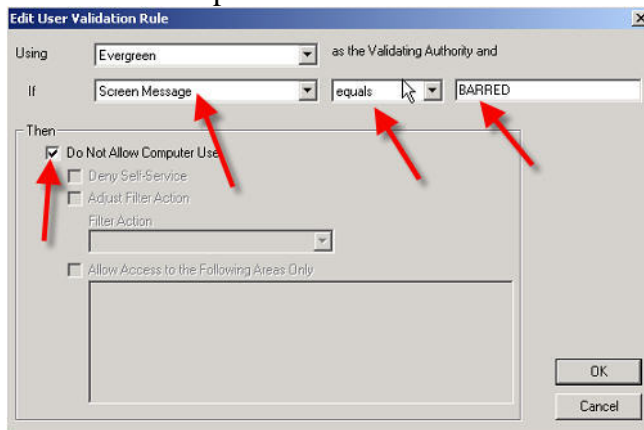 Edit User Validation Rule
Using Evergreen as the Validating Authority and
If Screen Message equals BARRED
Then
Do Not Allow Computer Use
Deny Self-Service
Adjust Filter Action
Filter Action
Allow Access to the Following Areas Only
OK
Cancel